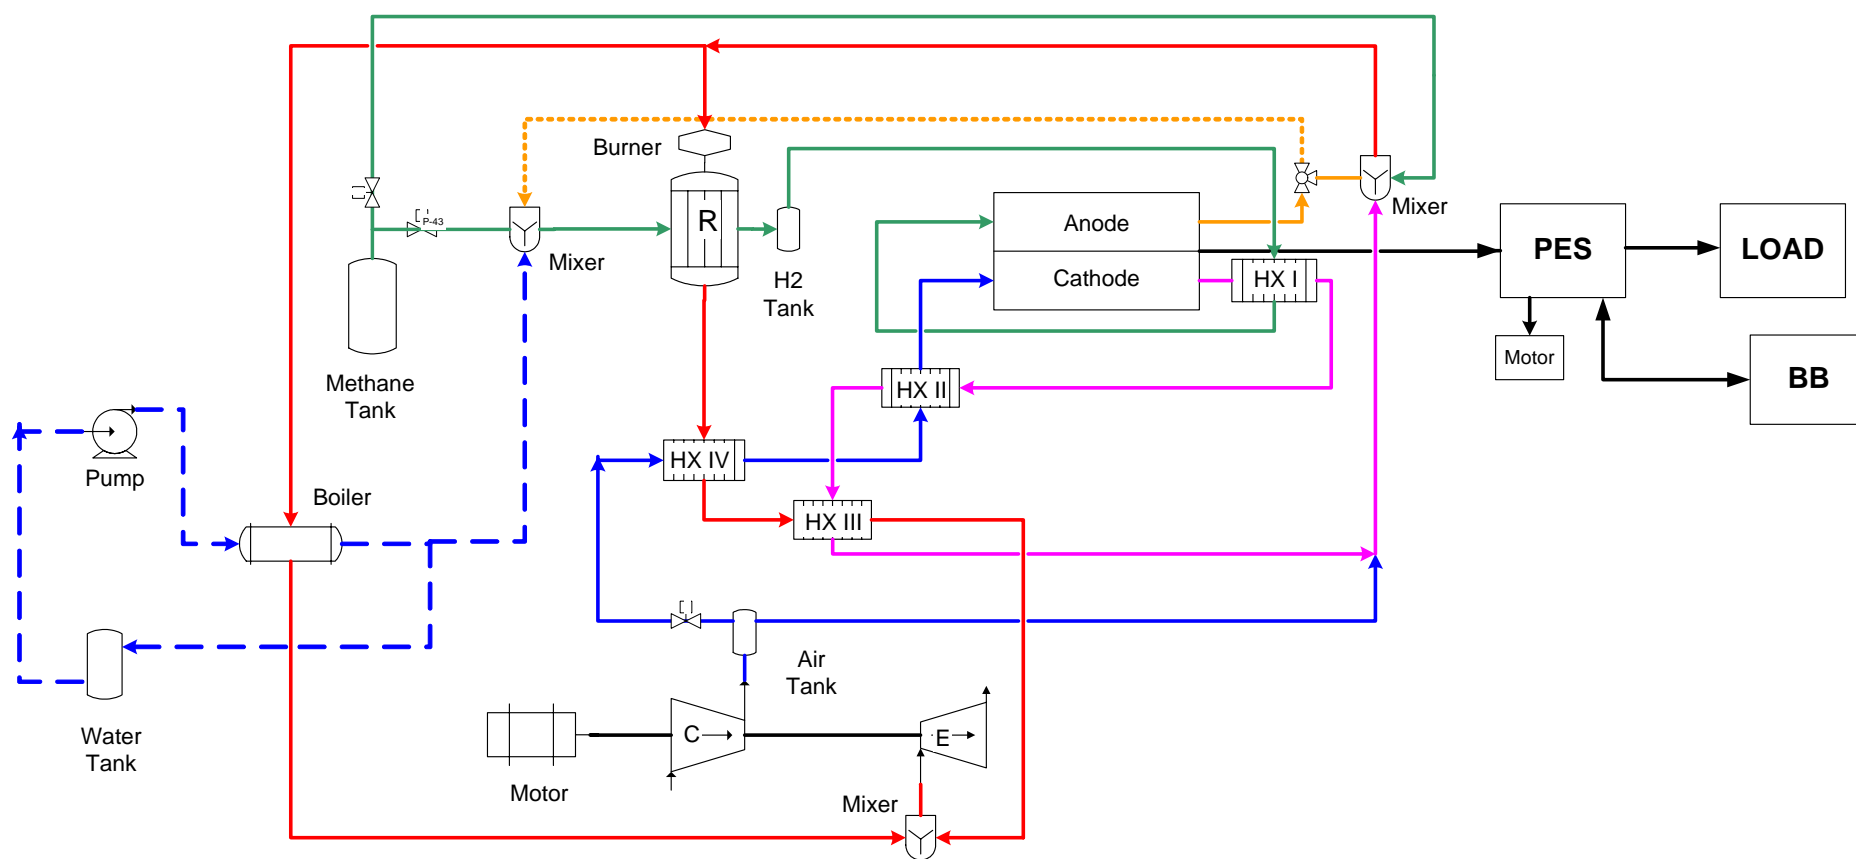 Burner
P-43
R
Mixer
Methane
Tank
H2
Tank
Anode
Cathode
HX I
Mixer
PES
LOAD
Motor
BB
HX II
Pump
HX IV
Boiler
HX III
Air
Tank
Water
Tank
C
E
Motor
Mixer